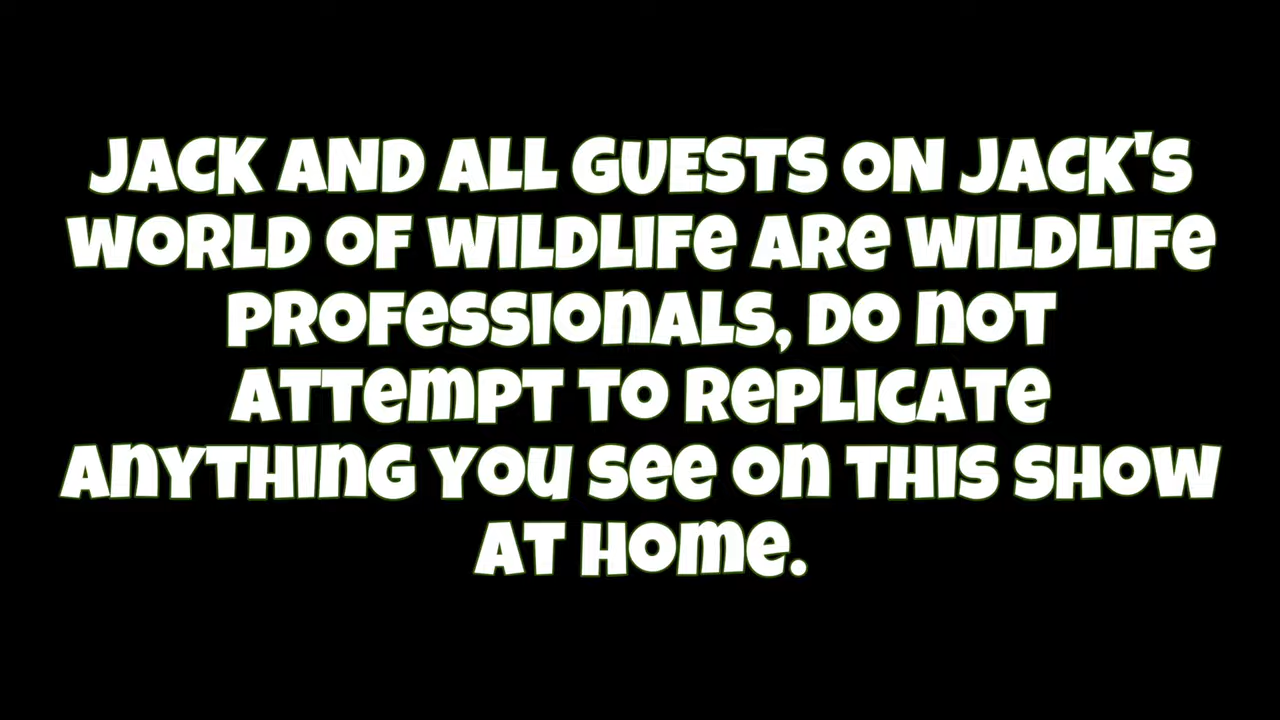 JACK AND ALL GUESTS ON JACK'S
WORLD OF WILDLIFE ARE WILDLIFE
PROFESSIONALS, DO NOT
ATTEMPT TO REPLICATE
ANYTHING YOU SEE ON THIS SHOW
AT HOME.